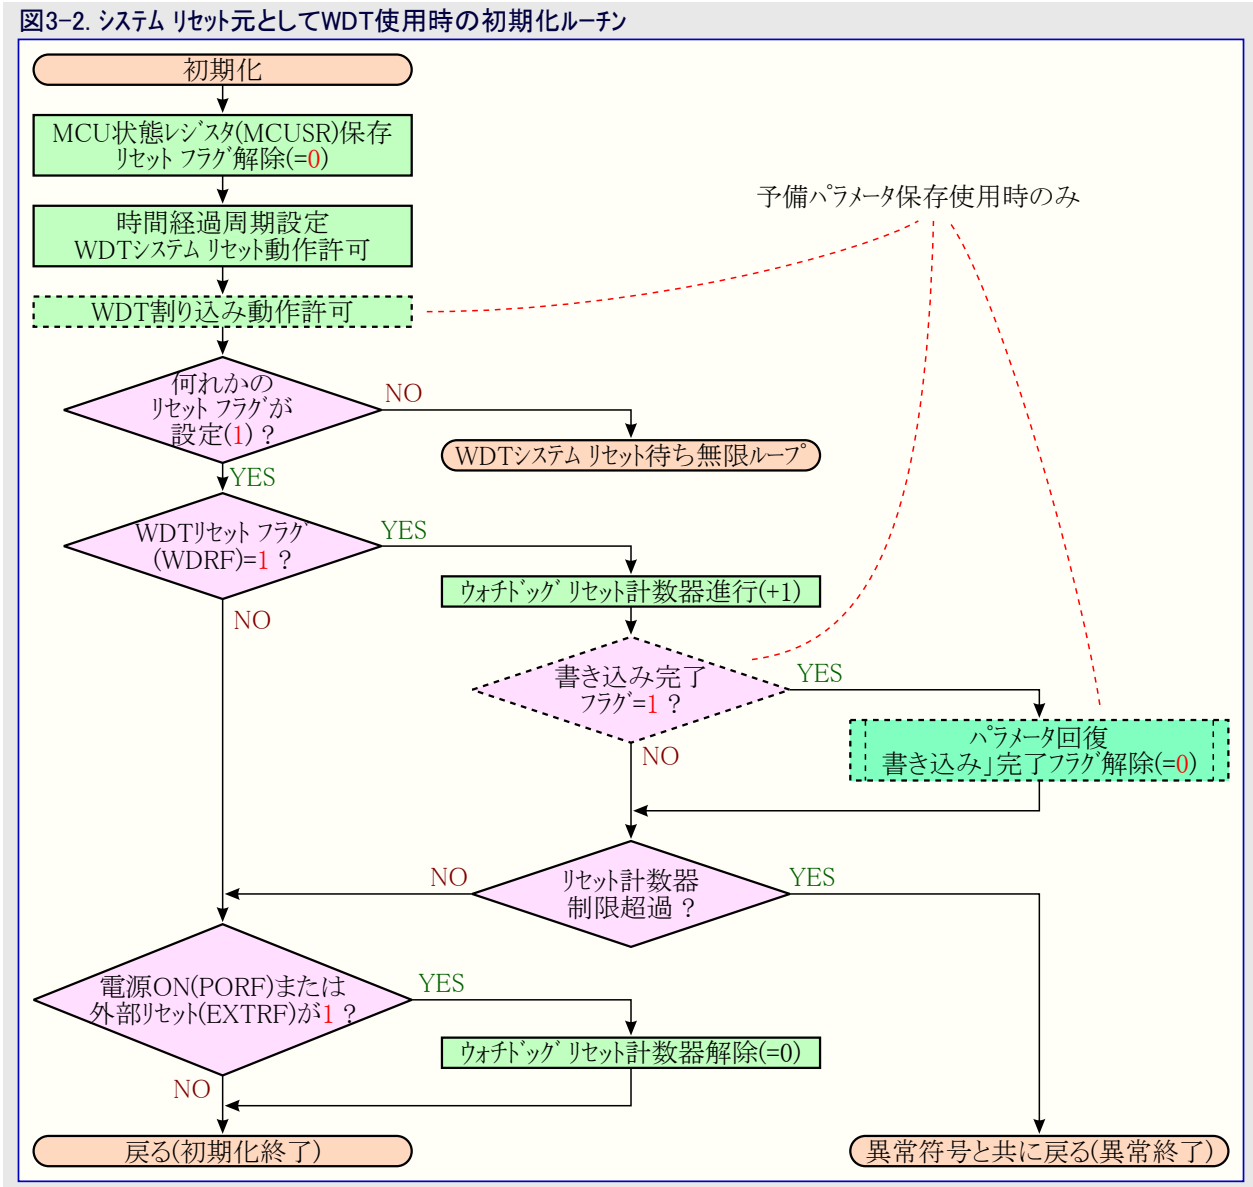 図3-2. ｼｽﾃﾑ ﾘｾｯﾄ元としてWDT使用時の初期化ﾙｰﾁﾝ
初期化
MCU状態ﾚｼﾞｽﾀ(MCUSR)保存
ﾘｾｯﾄ ﾌﾗｸﾞ解除(=0)
予備ﾊﾟﾗﾒｰﾀ保存使用時のみ
時間経過周期設定
WDTｼｽﾃﾑ ﾘｾｯﾄ動作許可
WDT割り込み動作許可
何れかの
ﾘｾｯﾄ ﾌﾗｸﾞが
設定(1) ?
NO
WDTｼｽﾃﾑ ﾘｾｯﾄ待ち無限ﾙｰﾌﾟ
YES
WDTﾘｾｯﾄ ﾌﾗｸﾞ
(WDRF)=1 ?
YES
ｳｫｯﾁﾄﾞｯｸﾞ ﾘｾｯﾄ計数器進行(+1)
NO
書き込み完了
ﾌﾗｸﾞ=1 ?
YES
NO
ﾊﾟﾗﾒｰﾀ回復
書き込み｣完了ﾌﾗｸﾞ解除(=0)
ﾘｾｯﾄ計数器
制限超過 ?
NO
YES
電源ON(PORF)または
外部ﾘｾｯﾄ(EXTRF)が1 ?
YES
ｳｫｯﾁﾄﾞｯｸﾞ ﾘｾｯﾄ計数器解除(=0)
NO
戻る(初期化終了)
異常符号と共に戻る(異常終了)